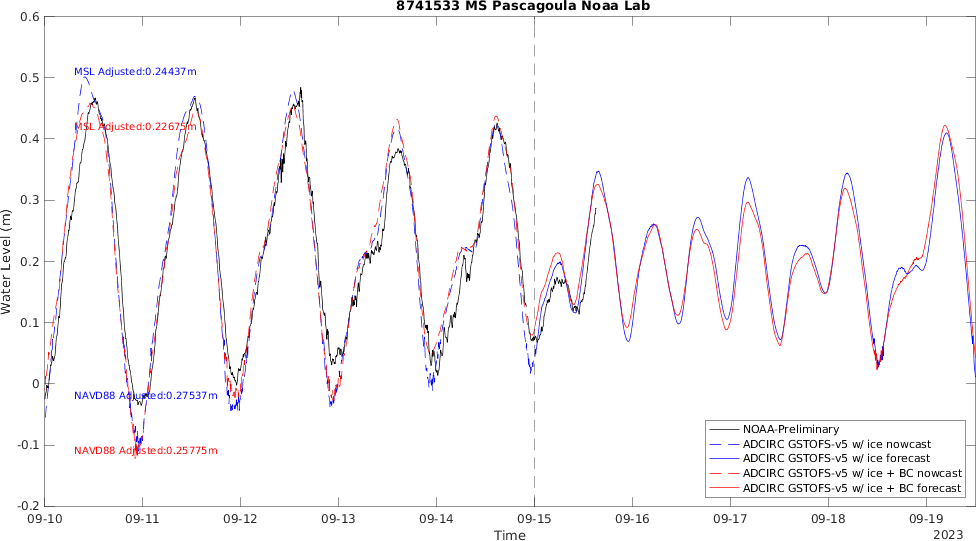 8741533 MS Pascagoula Noaa Lab
0.6
0.5
0.4
0.3
0.2
0.1
0
-0.1
-0.2
Water Level (m)
MSL Adjusted:0.24437m
MSL Adjusted:0.22675m
NAVD88 Adjusted:0.27537m
NAVD88 Adjusted:0.25775m
NOAA-Preliminary
ADCIRC GSTOFS-v5 w/ ice nowcast
ADCIRC GSTOFS-v5 w/ ice forecast
ADCIRC GSTOFS-v5 w/ ice + BC nowcast
ADCIRC GSTOFS-v5 w/ ice + BC forecast
09-10 09-11 09-12 09-13 09-14 09-15 09-16 09-17 09-18 09-19
Time
2023